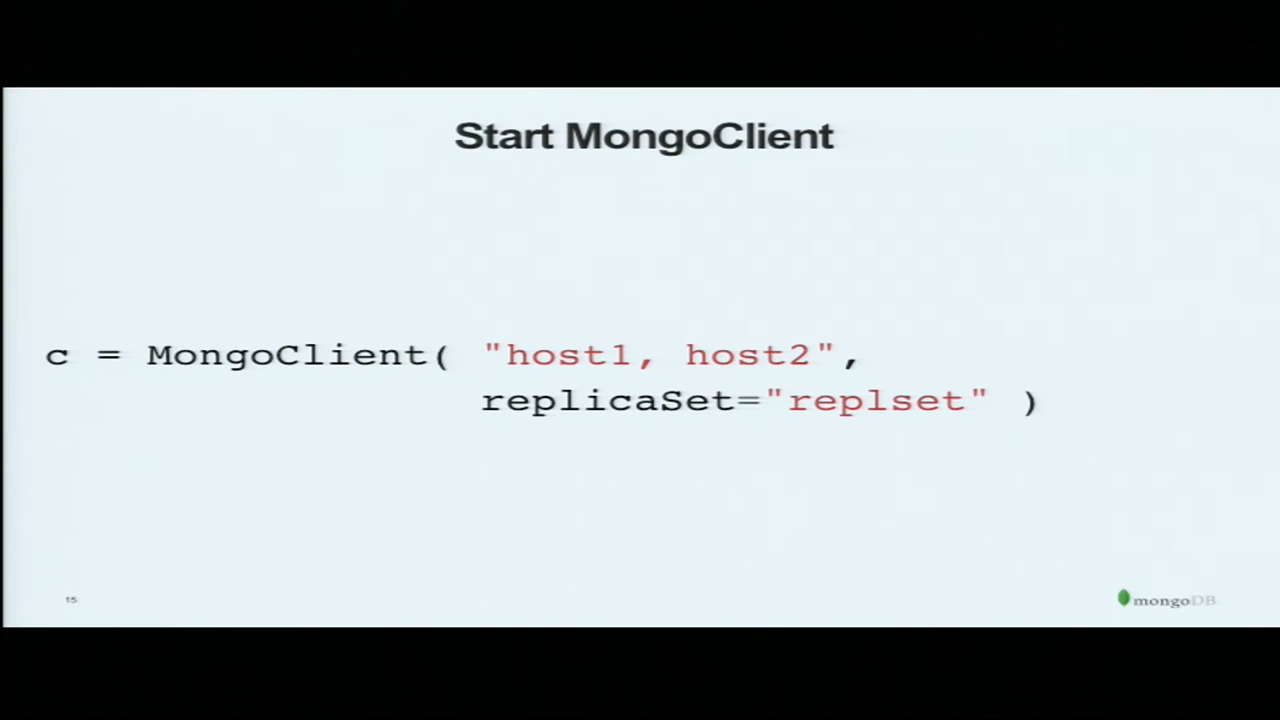 Start MongoClient
c = MongoClient( "host1, host2",
replicaSet="replset" )
15
mongoDB